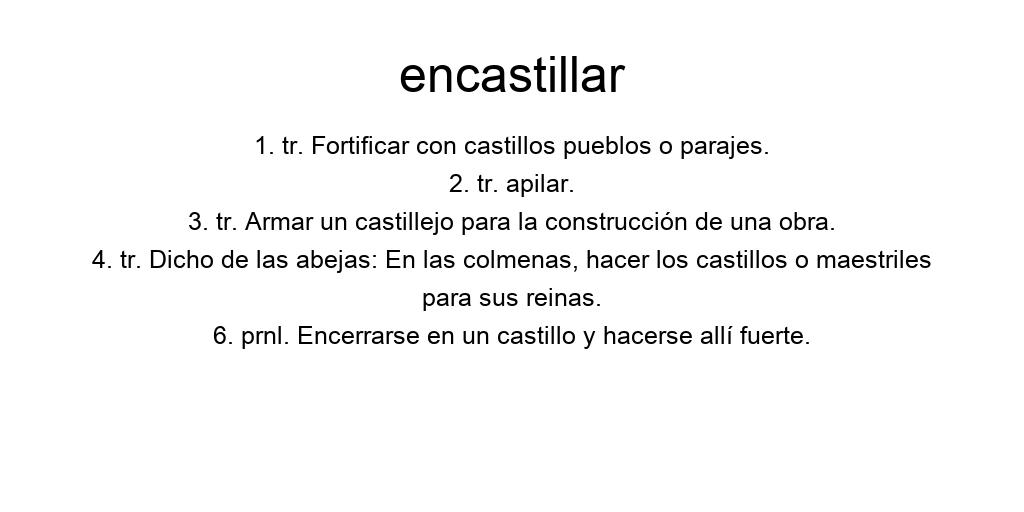 encastillar
1. tr. Fortificar con castillos pueblos o parajes.
2. tr. apilar.
3. tr. Armar un castillejo para la construcción de una obra.
4. tr. Dicho de las abejas: En las colmenas, hacer los castillos o maestriles
para sus reinas.
6. prnl. Encerrarse en un castillo y hacerse allí fuerte.